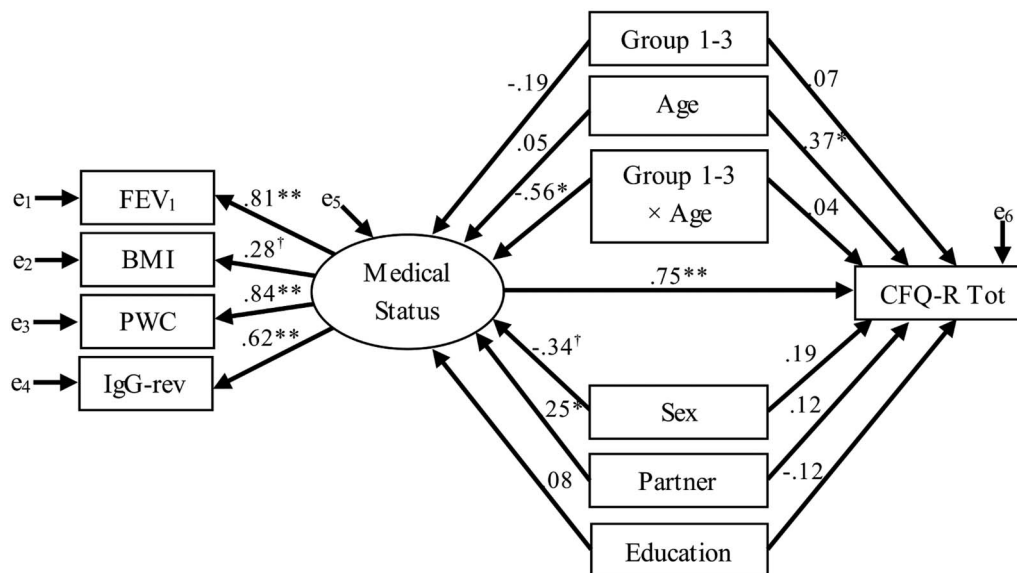 Group 1-3
-.19
.07
Age
.05
.37*
Group 1-3
× Age
-.56*
.04
e₁
FEV₁
.81**
e₅
e₆
e₂
BMI
.28†
Medical
Status
.75**
CFQ-R Tot
e₃
PWC
.84**
e₄
IgG-rev
.62**
-.34†
.19
Sex
.25*
.12
Partner
.08
-.12
Education